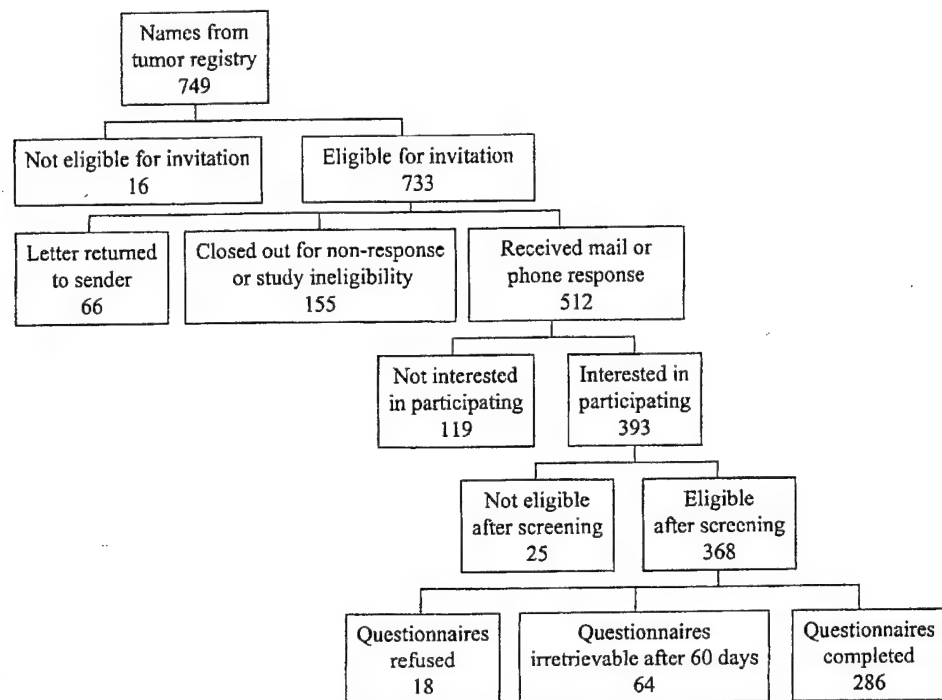 Names from
tumor registry
749
Not eligible for invitation
16
Eligible for invitation
733
Letter returned
to sender
66
Closed out for non-response
or study ineligibility
155
Received mail or
phone response
512
Not interested
in participating
119
Interested in
participating
393
Not eligible
after screening
25
Eligible
after screening
368
Questionnaires
refused
18
Questionnaires
irretrievable after 60 days
64
Questionnaires
completed
286